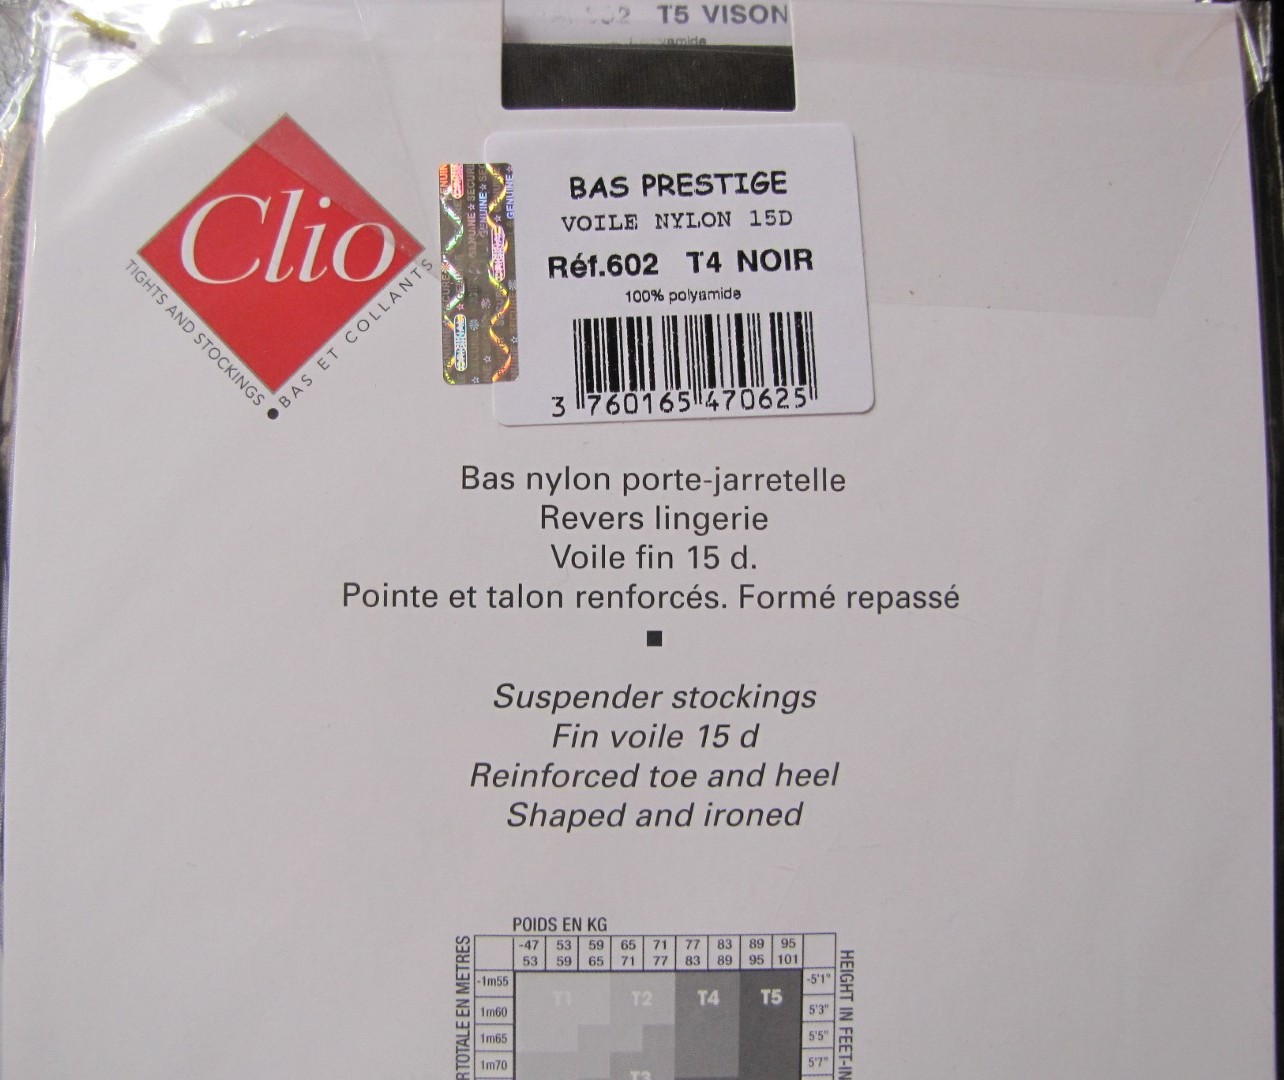 T5 VISON
Clio
TIGHTS AND STOCKINGS
BAS ET COLLANTS
BAS PRESTIGE
VOILE NYLON 15D
Réf.602 T4 NOIR
100% polyamide
3 760165 470625
Bas nylon porte-jarretelle
Revers lingerie
Voile fin 15 d.
Pointe et talon renforcés. Formé repassé
Suspender stockings
Fin voile 15 d
Reinforced toe and heel
Shaped and ironed
POIDS EN KG
-47 53 59 65 71 77 83 89 95
53 59 65 71 77 83 89 95 101
-1m55 -5'1"
T1 T2 T4 T5
1m60 5'3"
1m65 5'5"
1m70 5'7"
T3
TOTALE EN METRES
HEIGHT IN FEET-IN